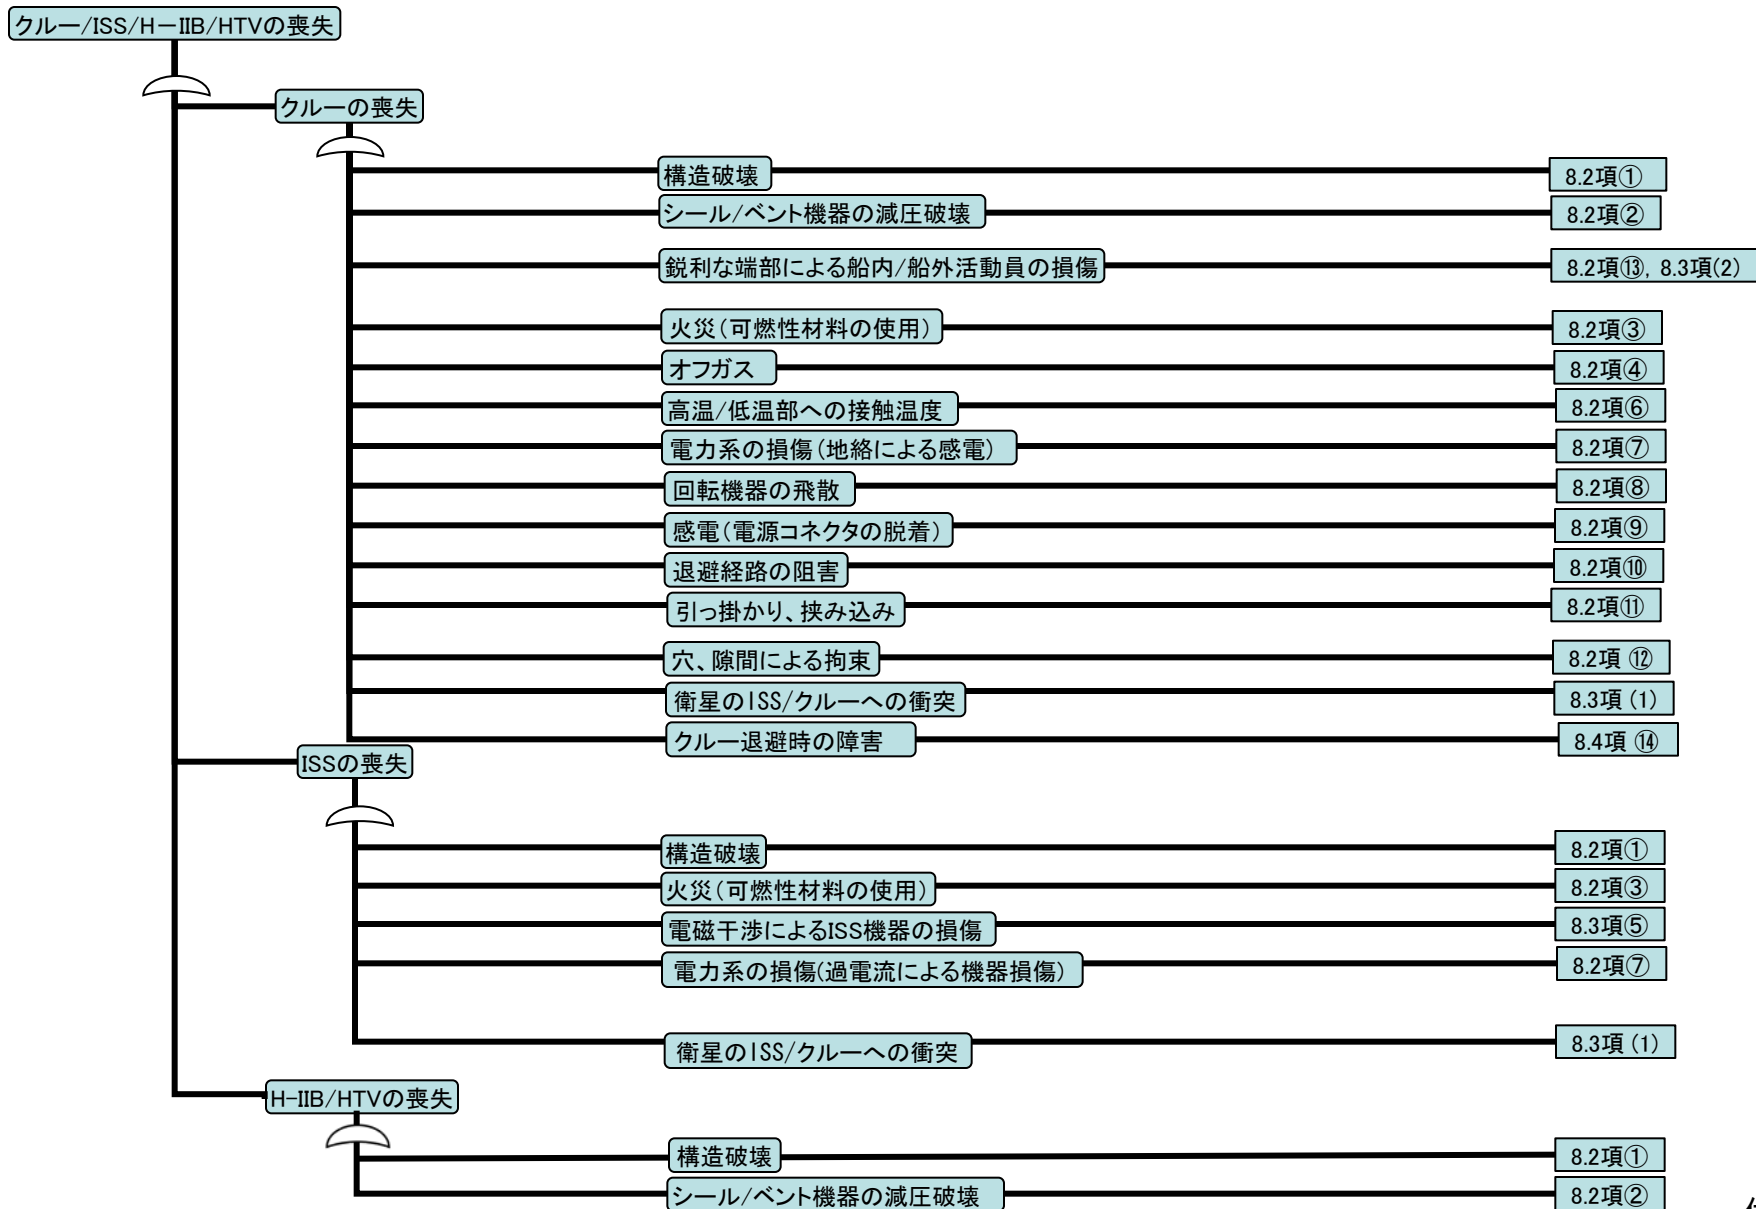 クルー/ISS/H－IIB/HTVの喪失
クルーの喪失
構造破壊 8.2項①
シール/ベント機器の減圧破壊 8.2項②
鋭利な端部による船内/船外活動員の損傷 8.2項⑬, 8.3項(2)
火災（可燃性材料の使用） 8.2項③
オフガス 8.2項④
高温/低温部への接触温度 8.2項⑥
電力系の損傷（地絡による感電） 8.2項⑦
回転機器の飛散 8.2項⑧
感電（電源コネクタの脱着） 8.2項⑨
退避経路の阻害 8.2項⑩
引っ掛かり、挟み込み 8.2項⑪
穴、隙間による拘束 8.2項 ⑫
衛星のISS/クルーへの衝突 8.3項 (1)
クルー退避時の障害 8.4項 ⑭
ISSの喪失
構造破壊 8.2項①
火災（可燃性材料の使用） 8.2項③
電磁干渉によるISS機器の損傷 8.3項⑤
電力系の損傷(過電流による機器損傷) 8.2項⑦
衛星のISS/クルーへの衝突 8.3項 (1)
H-IIB/HTVの喪失
構造破壊 8.2項①
シール/ベント機器の減圧破壊 8.2項②